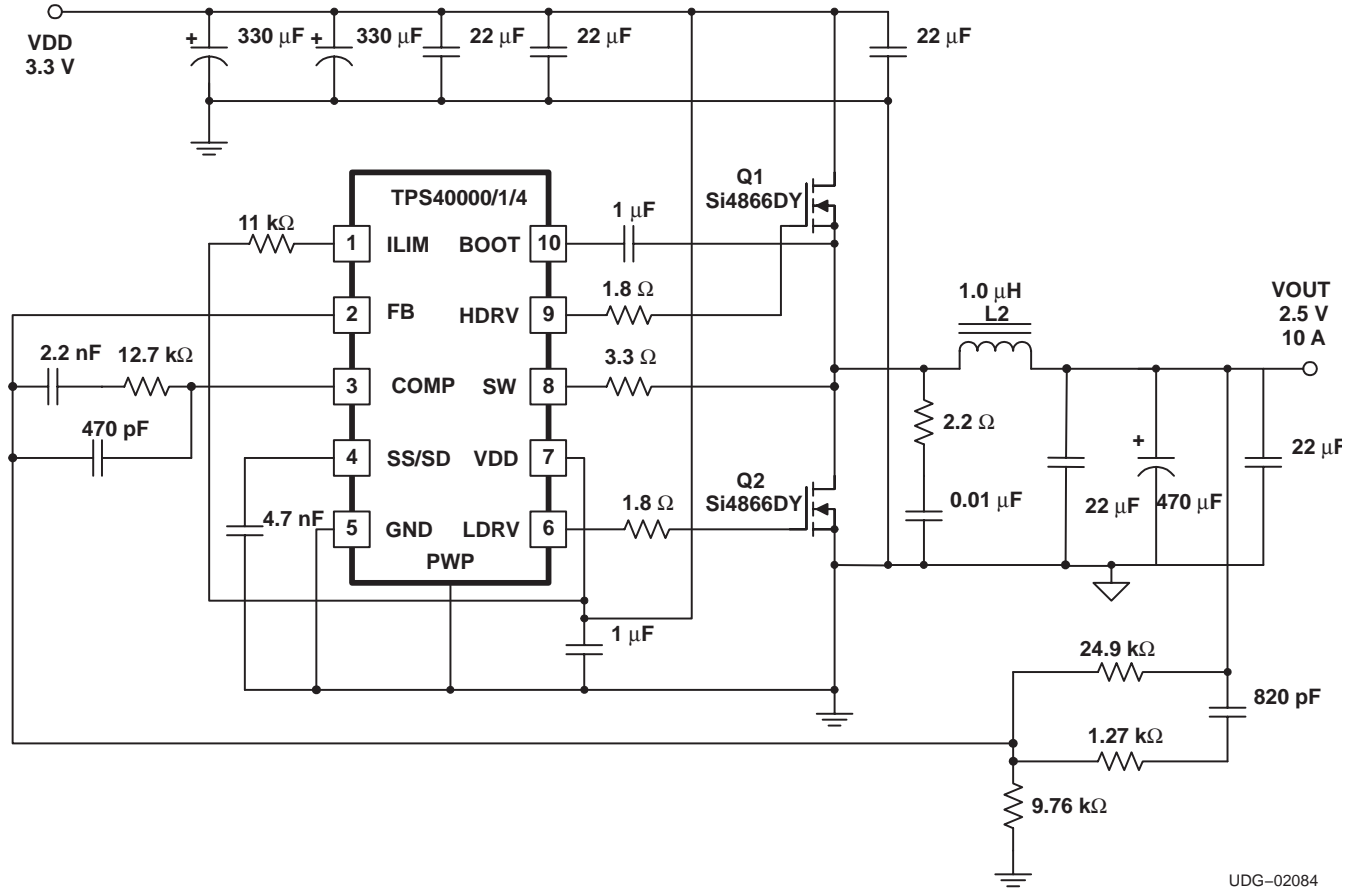 VDD
3.3 V
330 µF
330 µF
22 µF
22 µF
22 µF
+
+
TPS40000/1/4
Q1
Si4866DY
11 kΩ
1
ILIM
BOOT
10
1 µF
2
FB
HDRV
9
1.8 Ω
1.0 µH
L2
VOUT
2.5 V
10 A
2.2 nF
12.7 kΩ
3
COMP
SW
8
3.3 Ω
470 pF
2.2 Ω
+
22 µF
4
SS/SD
VDD
7
Q2
Si4866DY
4.7 nF
5
GND
LDRV
6
1.8 Ω
0.01 µF
22 µF
470 µF
PWP
1 µF
24.9 kΩ
820 pF
1.27 kΩ
9.76 kΩ
UDG–02084